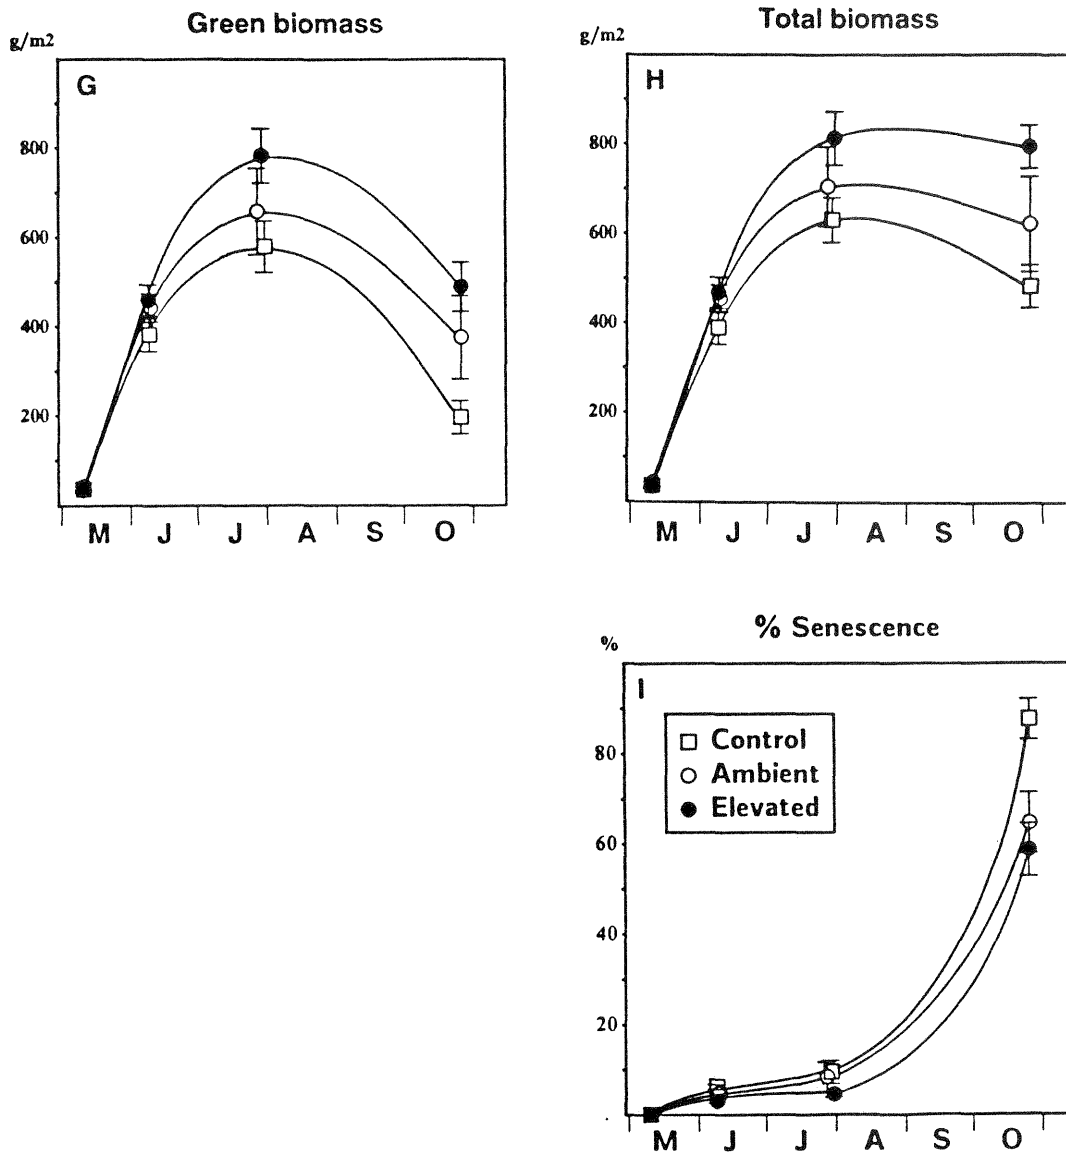 Green biomass
Total biomass
g/m2
g/m2
G
H
800
800
600
600
400
400
200
200
M J J A S O
M J J A S O
% Senescence
%
I
Control
Ambient
Elevated
80
60
40
20
M J J A S O